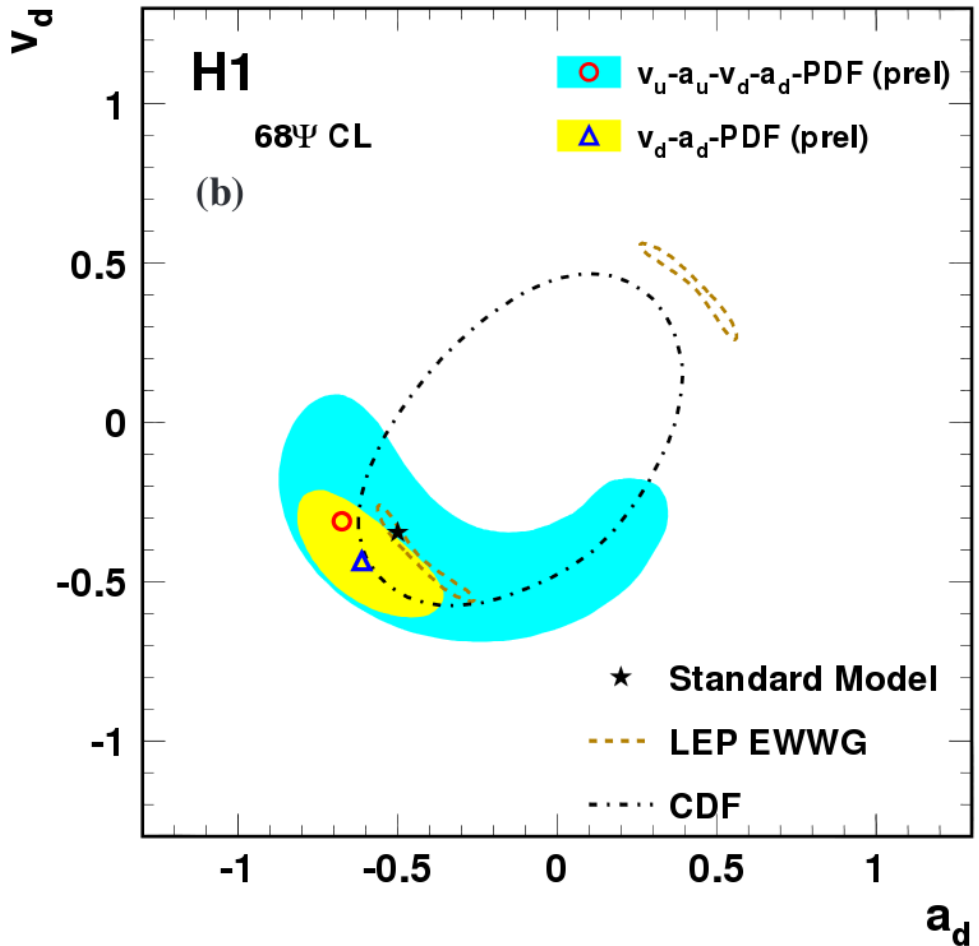 v_d
H1
68Ψ CL
(b)
v_u-a_u-v_d-a_d-PDF (prel)
v_d-a_d-PDF (prel)
1
0.5
0
-0.5
-1
Standard Model
LEP EWWG
CDF
-1 -0.5 0 0.5 1
a_d